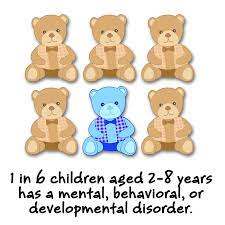 1 in 6 children aged 2-8 years
has a mental, behavioral, or
developmental disorder.